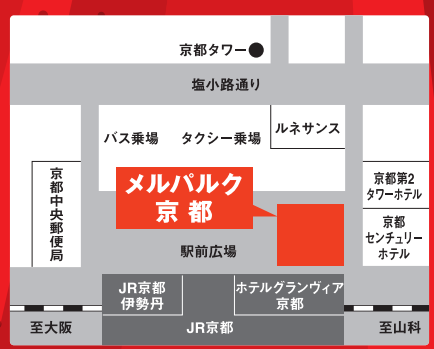 京都タワー
塩小路通り
バス乗場
タクシー乗場
ルネサンス
京都中央郵便局
メルパルク
京都
京都第2
タワーホテル
京都
センチュリー
ホテル
駅前広場
JR京都
伊勢丹
ホテルグランヴィア
京都
至大阪
JR京都
至山科